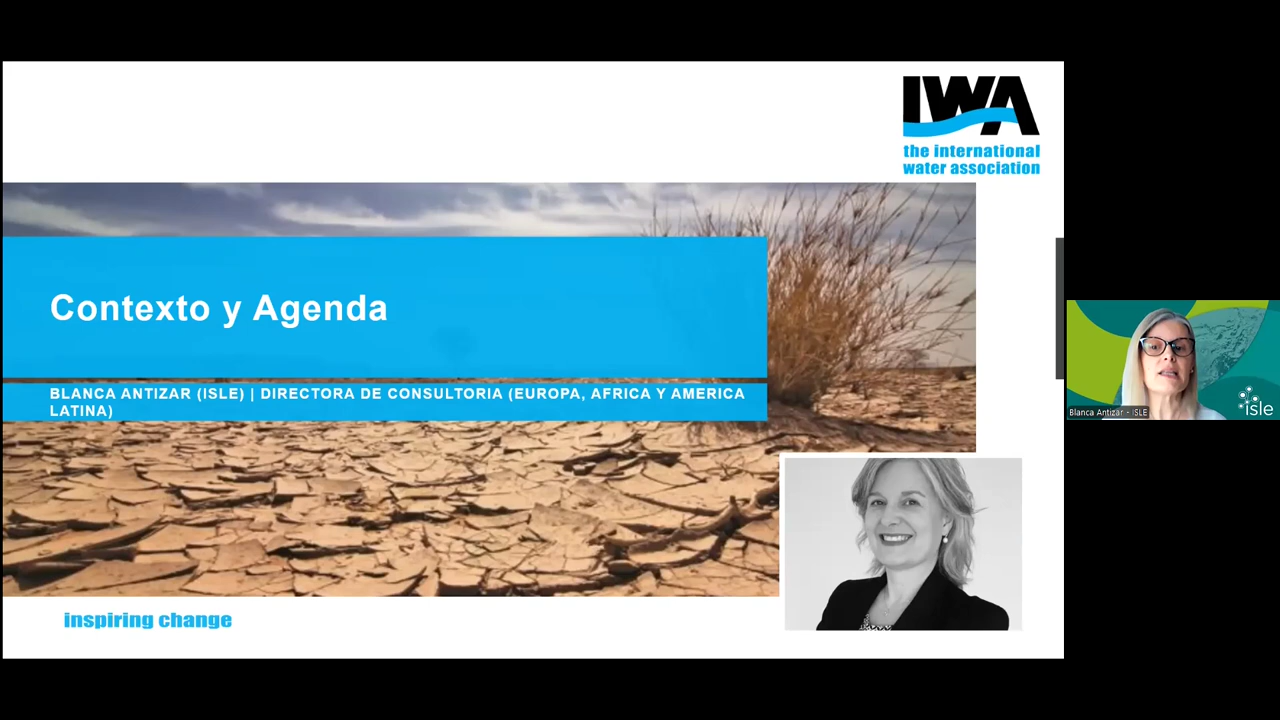 IWA
the international
water association
Contexto y Agenda
BLANCA ANTIZAR (ISLE) | DIRECTORA DE CONSULTORIA (EUROPA, AFRICA Y AMERICA
LATINA)
inspiring change
Blanca Antizar - ISLE
isle